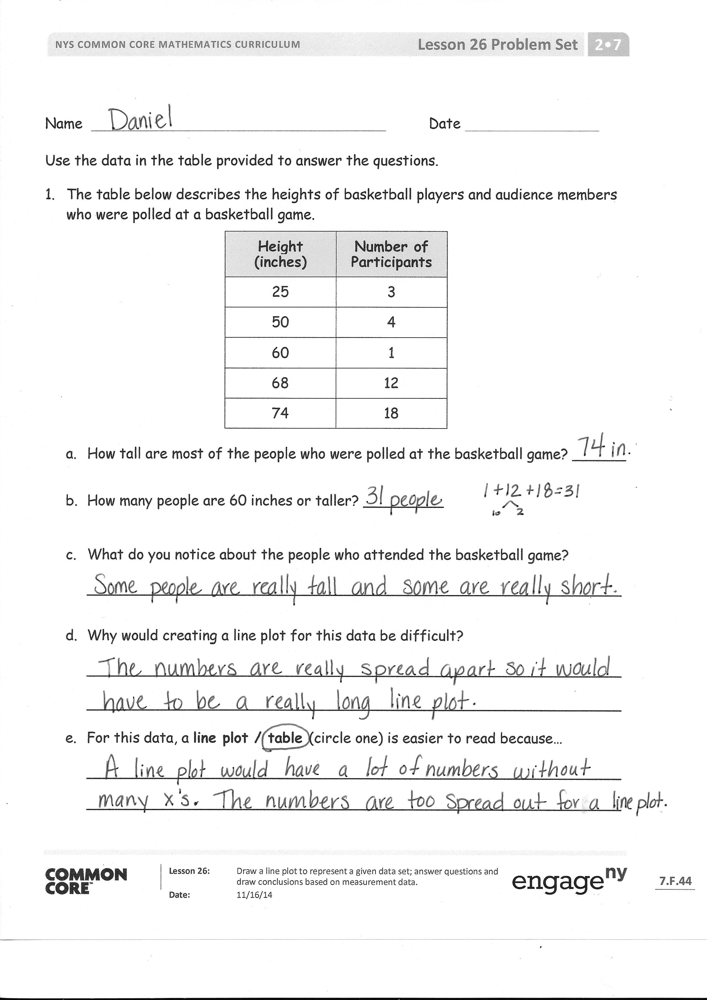 NYS COMMON CORE MATHEMATICS CURRICULUM Lesson 26 Problem Set 2•7
Name Daniel Date
Use the data in the table provided to answer the questions.
1. The table below describes the heights of basketball players and audience members
who were polled at a basketball game.
Height (inches) Number of Participants
25 3
50 4
60 1
68 12
74 18
a. How tall are most of the people who were polled at the basketball game? 74 in.
b. How many people are 60 inches or taller? 31 people 1+12+18=31
10 2
c. What do you notice about the people who attended the basketball game?
Some people are really tall and some are really short.
d. Why would creating a line plot for this data be difficult?
The numbers are really spread apart so it would
have to be a really long line plot.
e. For this data, a line plot / table (circle one) is easier to read because...
A line plot would have a lot of numbers without
many x's. The numbers are too spread out for a line plot.
COMMON CORE™
Lesson 26: Draw a line plot to represent a given data set; answer questions and
draw conclusions based on measurement data.
Date: 11/16/14
engage ny
7.F.44